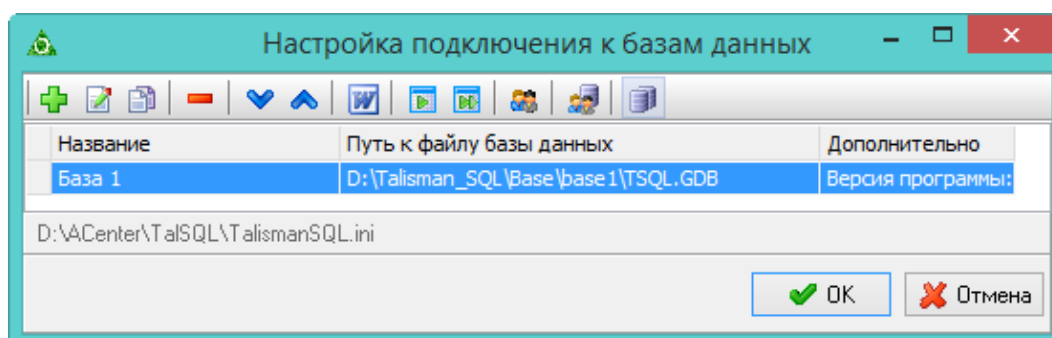 Настройка подключения к базам данных
Название Путь к файлу базы данных Дополнительно
База 1 D:\Talisman_SQL\Base\base1\TSQL.GDB Версия программы:
D:\ACenter\TalSQL\TalismanSQL.ini
OK Отмена